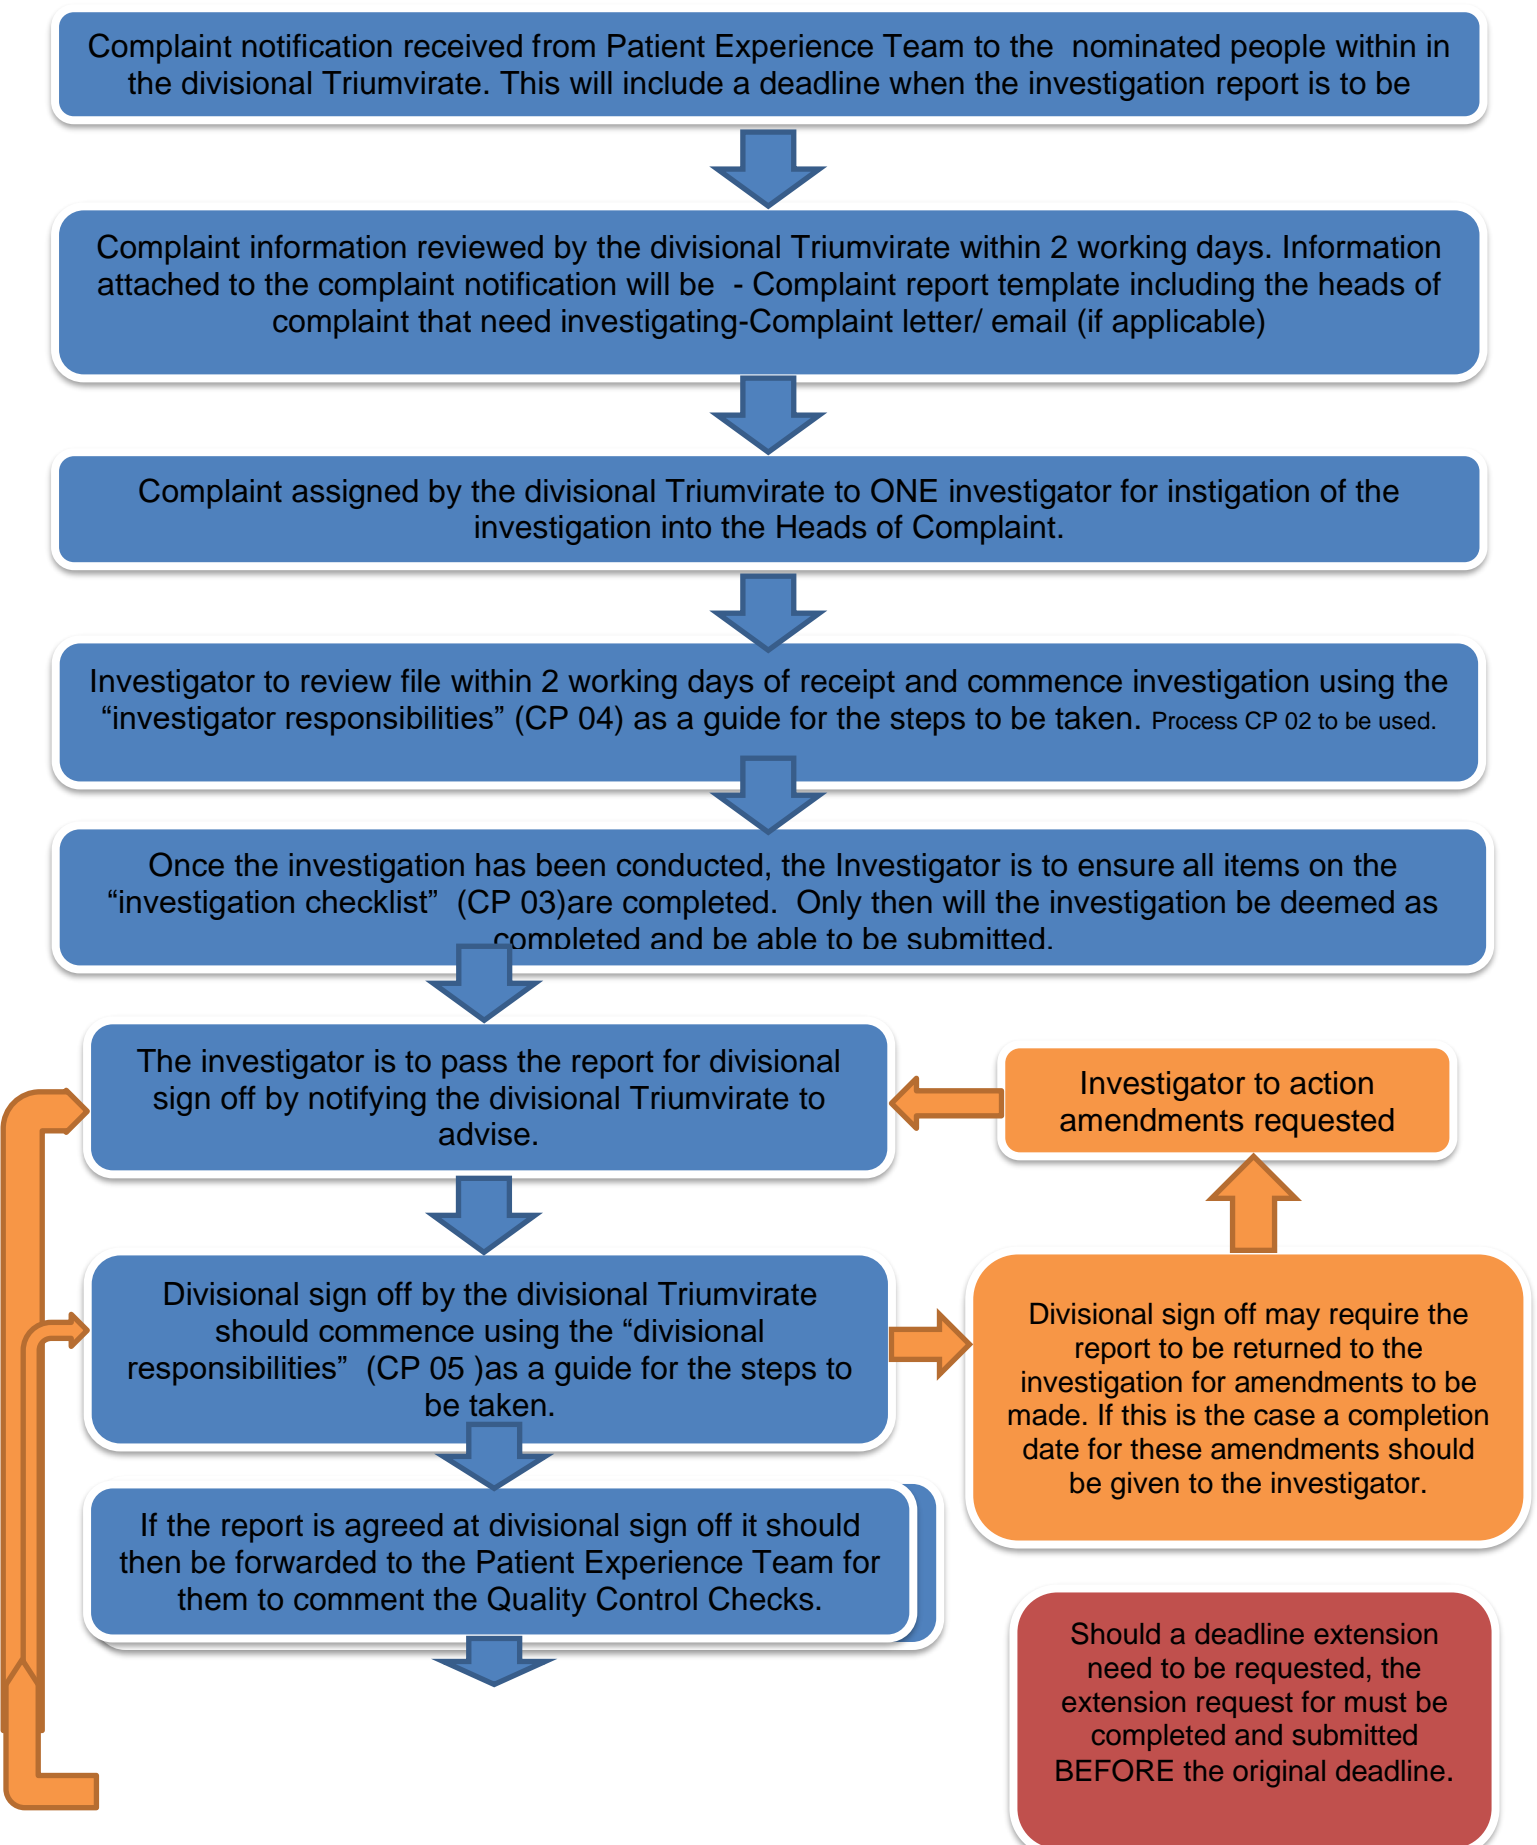 Complaint notification received from Patient Experience Team to the  nominated people within in
the divisional Triumvirate. This will include a deadline when the investigation report is to be
Complaint information reviewed by the divisional Triumvirate within 2 working days. Information
attached to the complaint notification will be  - Complaint report template including the heads of
complaint that need investigating-Complaint letter/ email (if applicable)
Complaint assigned by the divisional Triumvirate to ONE investigator for instigation of the
investigation into the Heads of Complaint.
Investigator to review file within 2 working days of receipt and commence investigation using the
“investigator responsibilities” (CP 04) as a guide for the steps to be taken. Process CP 02 to be used.
Once the investigation has been conducted, the Investigator is to ensure all items on the
“investigation checklist”  (CP 03)are completed.  Only then will the investigation be deemed as
completed and be able to be submitted.
The investigator is to pass the report for divisional
sign off by notifying the divisional Triumvirate to
advise.
Investigator to action
amendments requested
Divisional sign off by the divisional Triumvirate
should commence using the “divisional
responsibilities”  (CP 05 )as a guide for the steps to
be taken.
Divisional sign off may require the
report to be returned to the
investigation for amendments to be
made. If this is the case a completion
date for these amendments should
be given to the investigator.
If the report is agreed at divisional sign off it should
then be forwarded to the Patient Experience Team for
them to comment the Quality Control Checks.
Should a deadline extension
need to be requested, the
extension request for must be
completed and submitted
BEFORE the original deadline.